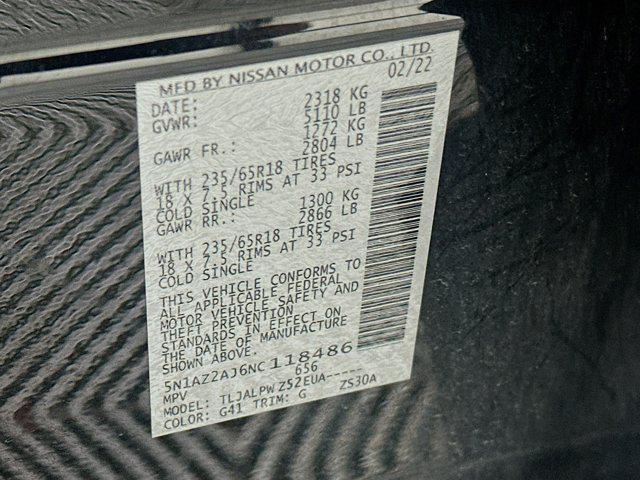 MFD BY NISSAN MOTOR CO., LTD.
DATE: 02/22
GVWR: 2318 KG
5110 LB
GAWR FR.: 1272 KG
2804 LB
WITH 235/65R18 TIRES
18 X 7.5 RIMS AT 33 PSI
COLD SINGLE
GAWR RR.: 1300 KG
2866 LB
WITH 235/65R18 TIRES
18 X 7.5 RIMS AT 33 PSI
COLD SINGLE
THIS VEHICLE CONFORMS TO
ALL APPLICABLE FEDERAL
MOTOR VEHICLE SAFETY AND
THEFT PREVENTION
STANDARDS IN EFFECT ON
THE DATE OF MANUFACTURE
SHOWN ABOVE.
5N1AZ2AJ6NC 118486
MPV 656
MODEL: TLJALPW Z52EUA-----
COLOR: G41 TRIM: G ZS30A